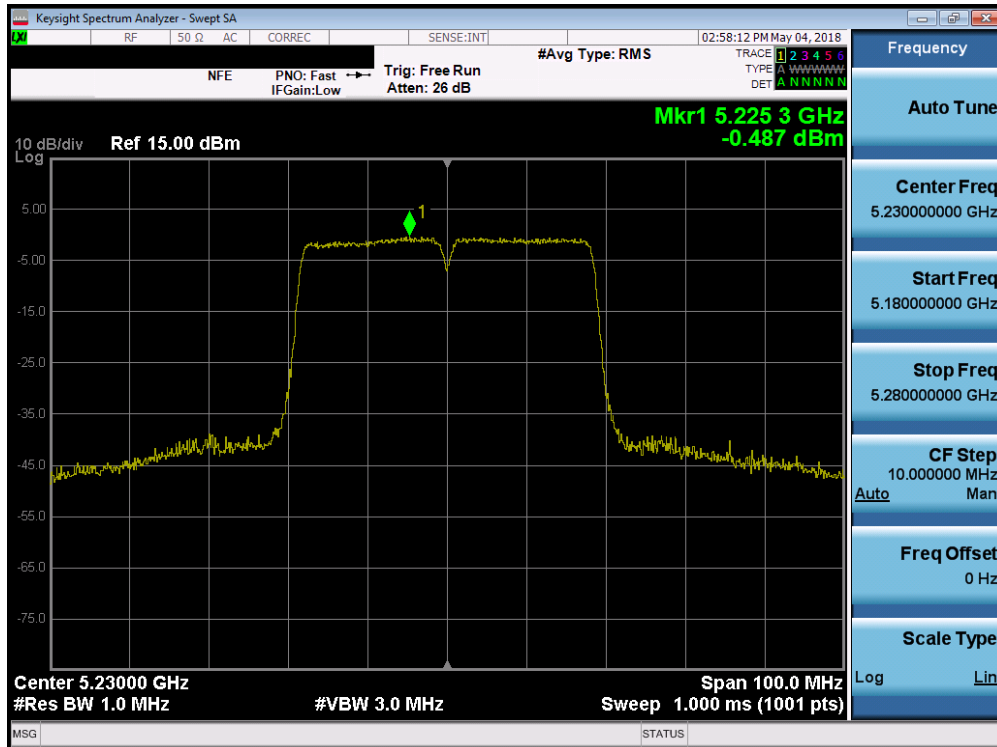 Keysight Spectrum Analyzer - Swept SA
LXI RF 50 Ω AC CORREC SENSE:INT 02:58:12 PM May 04, 2018
Frequency
NFE PNO: Fast Trig: Free Run #Avg Type: RMS TRACE 1 2 3 4 5 6
IFGain:Low Atten: 26 dB TYPE A WWWWW
DET A N N N N N
Auto Tune
Mkr1 5.225 3 GHz
-0.487 dBm
10 dB/div Ref 15.00 dBm
Log
1
5.00
-5.00
-15.0
-25.0
-35.0
-45.0
-55.0
-65.0
-75.0
Center Freq
5.230000000 GHz
Start Freq
5.180000000 GHz
Stop Freq
5.280000000 GHz
CF Step
10.000000 MHz
Auto Man
Freq Offset
0 Hz
Scale Type
Log Lin
Center 5.23000 GHz Span 100.0 MHz
#Res BW 1.0 MHz #VBW 3.0 MHz Sweep 1.000 ms (1001 pts)
MSG STATUS